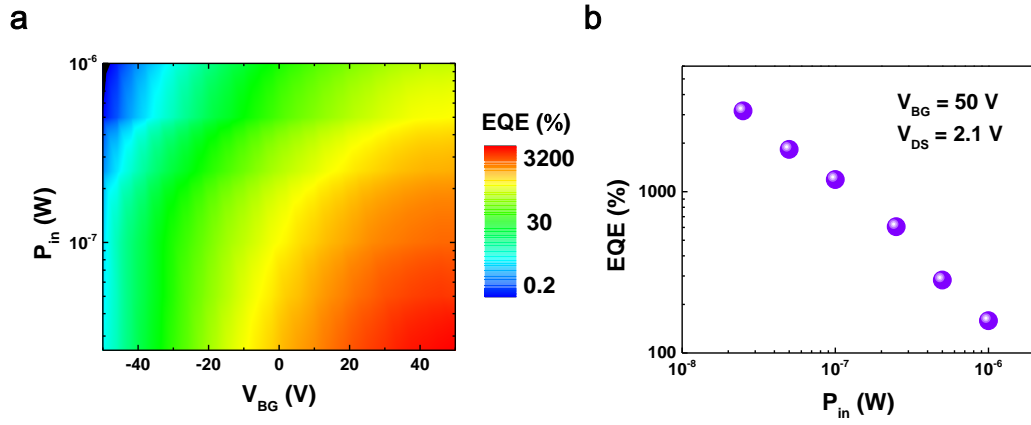 a
10^-6
10^-7
P_in (W)
-40 -20 0 20 40
V_BG (V)
EQE (%)
3200
30
0.2
b
V_BG = 50 V
V_DS = 2.1 V
1000
100
EQE (%)
10^-8 10^-7 10^-6
P_in (W)